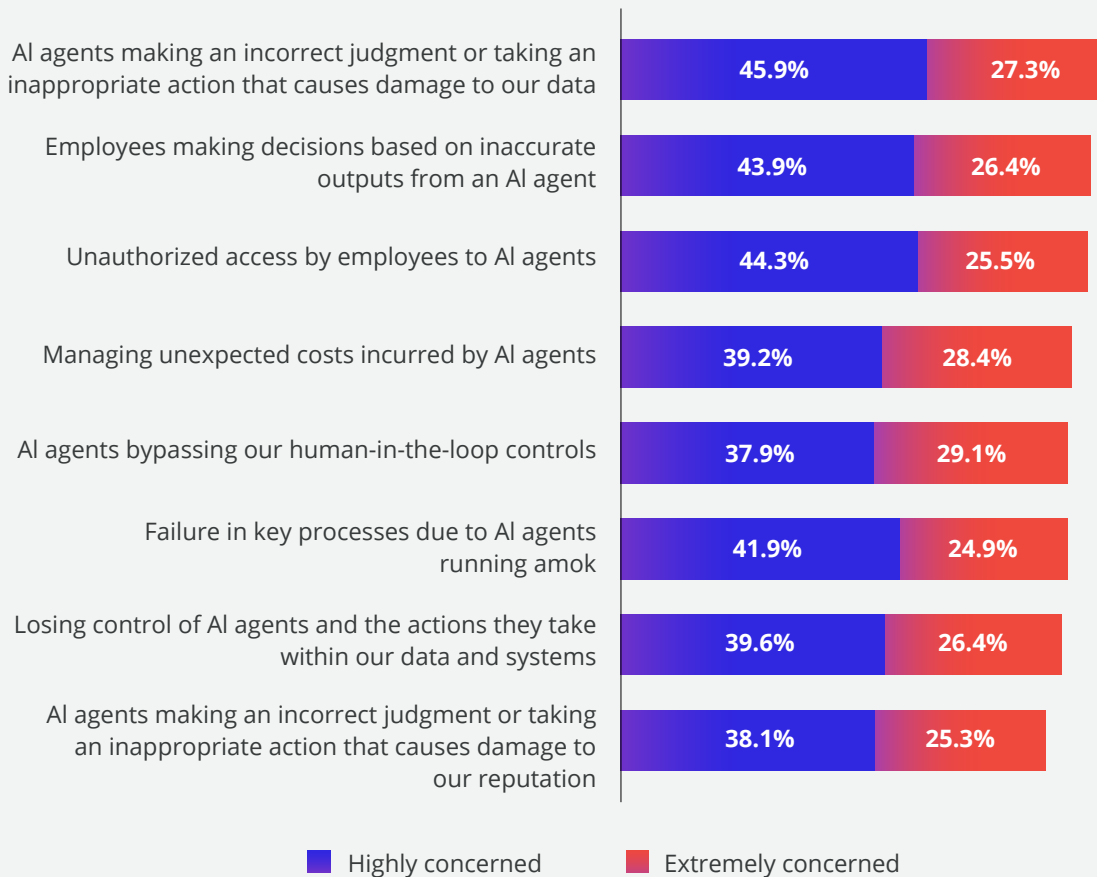 AI agents making an incorrect judgment or taking an
inappropriate action that causes damage to our data
45.9%
27.3%
Employees making decisions based on inaccurate
outputs from an AI agent
43.9%
26.4%
Unauthorized access by employees to AI agents
44.3%
25.5%
Managing unexpected costs incurred by AI agents
39.2%
28.4%
AI agents bypassing our human-in-the-loop controls
37.9%
29.1%
Failure in key processes due to AI agents
running amok
41.9%
24.9%
Losing control of AI agents and the actions they take
within our data and systems
39.6%
26.4%
AI agents making an incorrect judgment or taking
an inappropriate action that causes damage to
our reputation
38.1%
25.3%
Highly concerned
Extremely concerned